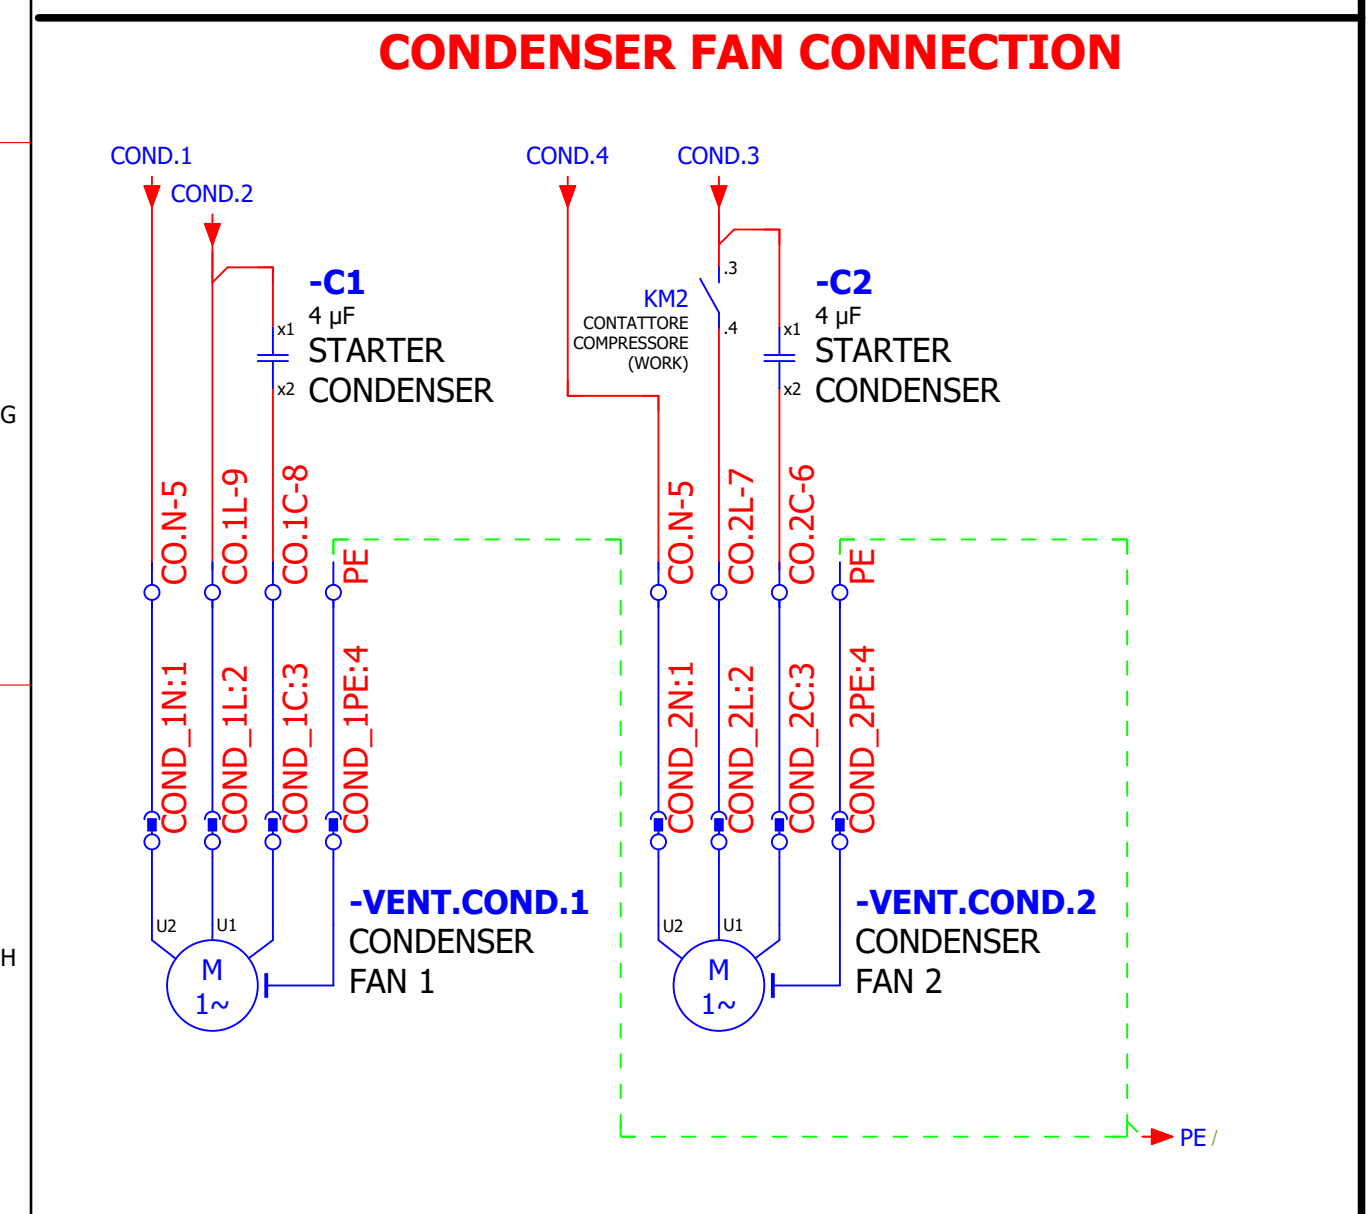 CONDENSER FAN CONNECTION
COND.1
COND.2
COND.4
COND.3
-C1
4 µF
STARTER
CONDENSER
x1
x2
KM2
CONTATTORE
COMPRESSORE
(WORK)
.3
.4
-C2
4 µF
STARTER
CONDENSER
x1
x2
G
CO.N-5
CO.1L-9
CO.1C-8
PE
CO.N-5
CO.2L-7
CO.2C-6
PE
COND_1N:1
COND_1L:2
COND_1C:3
COND_1PE:4
COND_2N:1
COND_2L:2
COND_2C:3
COND_2PE:4
H
U2
U1
M
1~
-VENT.COND.1
CONDENSER
FAN 1
U2
U1
M
1~
-VENT.COND.2
CONDENSER
FAN 2
PE /